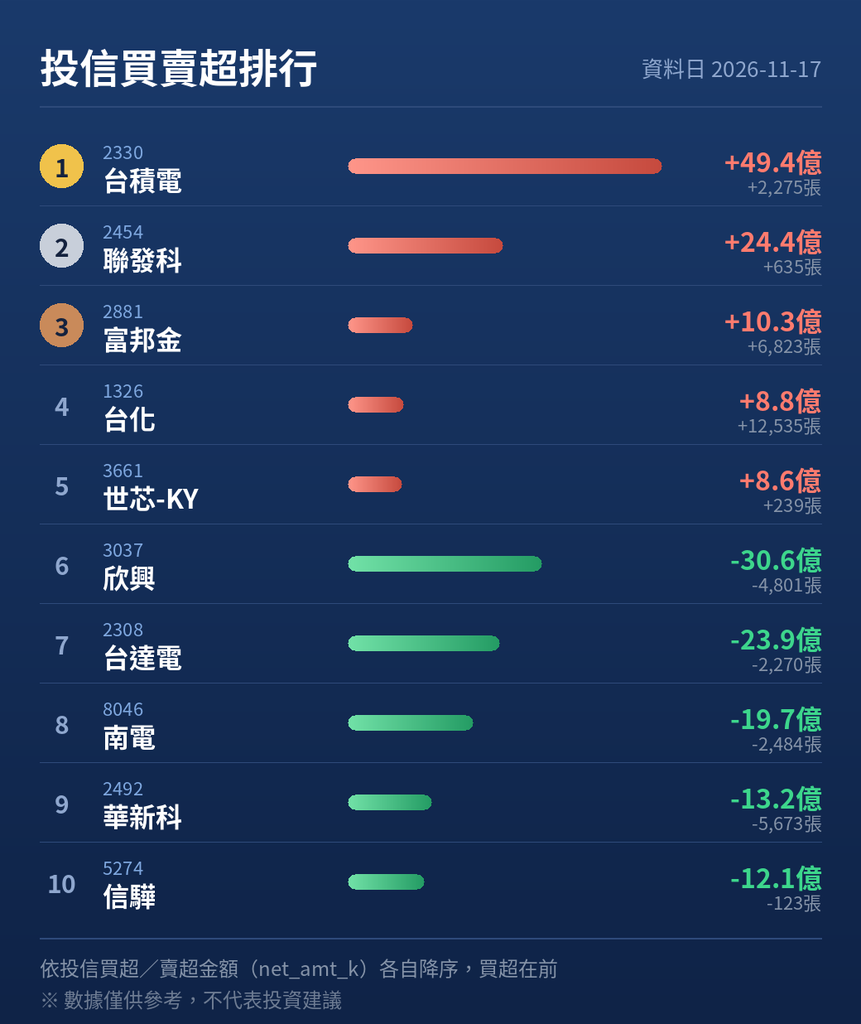 投信買賣超排行
資料日 2026-11-17
1
2330
台積電
+49.4億
+2,275張
2
2454
聯發科
+24.4億
+635張
3
2881
富邦金
+10.3億
+6,823張
4
1326
台化
+8.8億
+12,535張
5
3661
世芯-KY
+8.6億
+239張
6
3037
欣興
-30.6億
-4,801張
7
2308
台達電
-23.9億
-2,270張
8
8046
南電
-19.7億
-2,484張
9
2492
華新科
-13.2億
-5,673張
10
5274
信驊
-12.1億
-123張
依投信買超／賣超金額（net_amt_k）各自降序，買超在前
※ 數據僅供參考，不代表投資建議